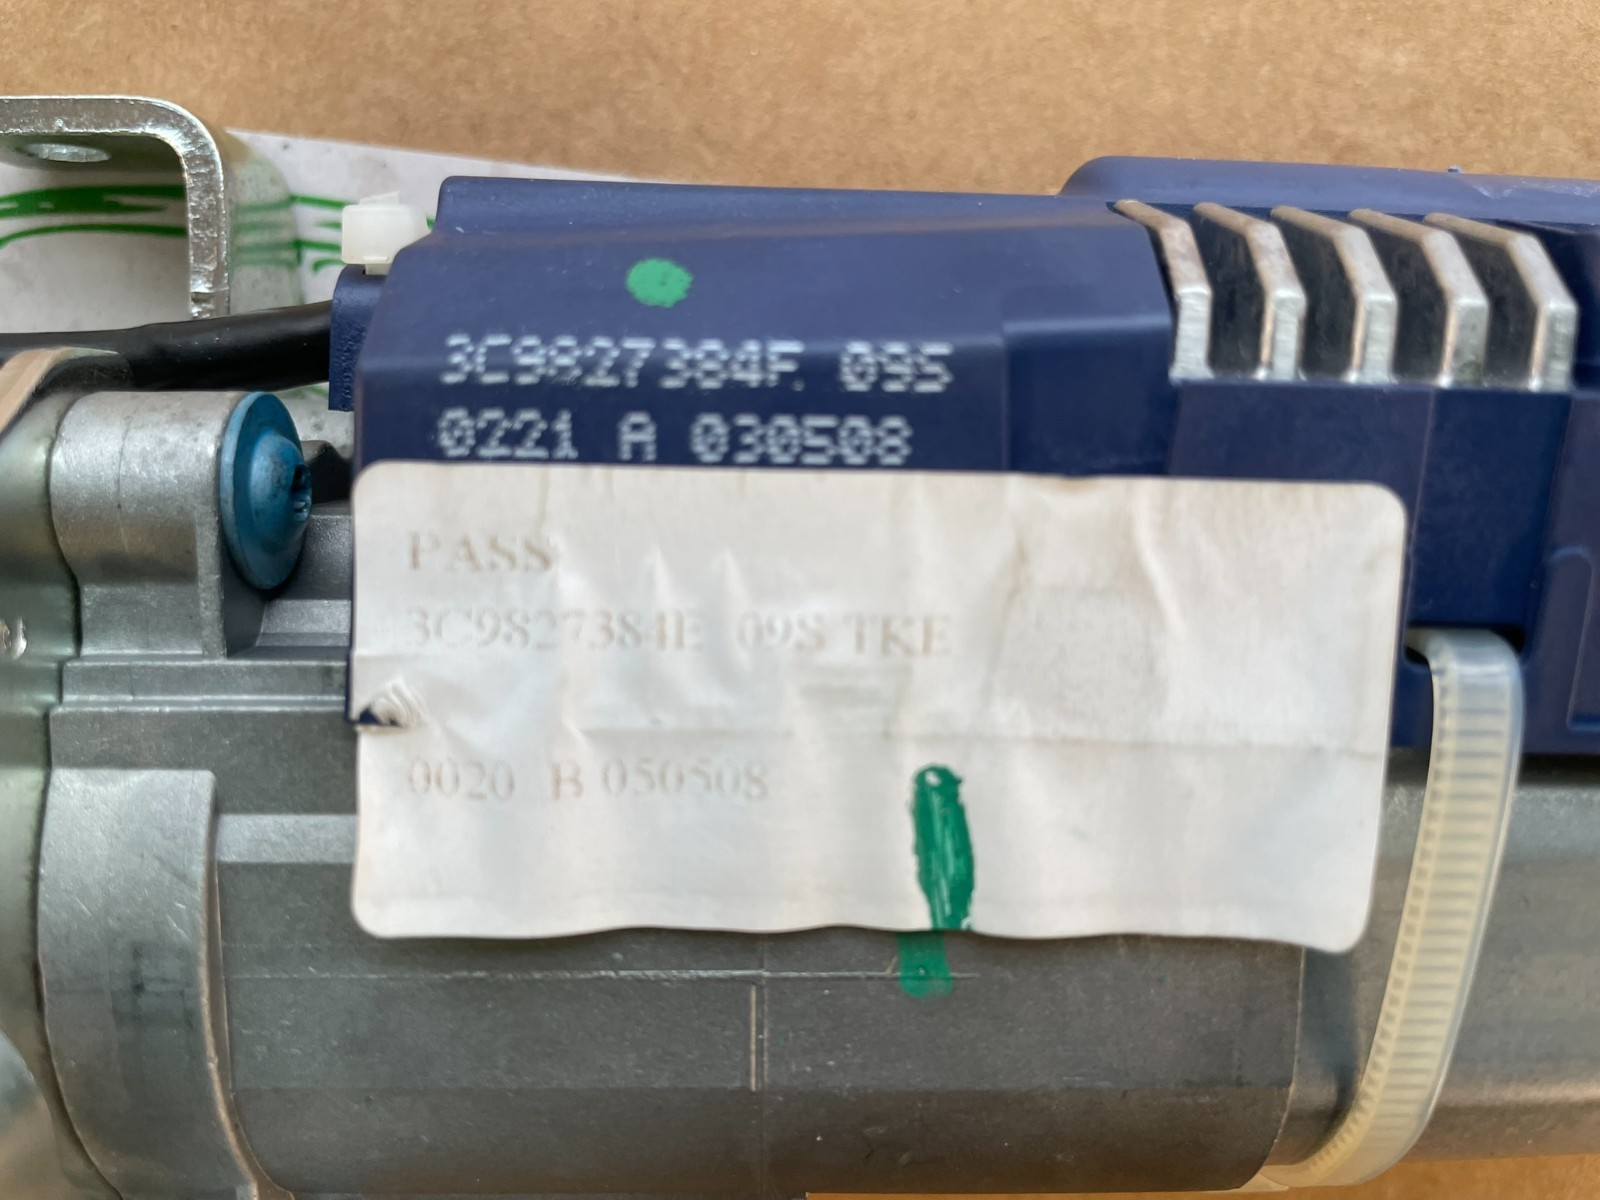 3C9827384F 09S
0221 A 030508
PASS
3C9827384E 09S TKE
0020 B 050508